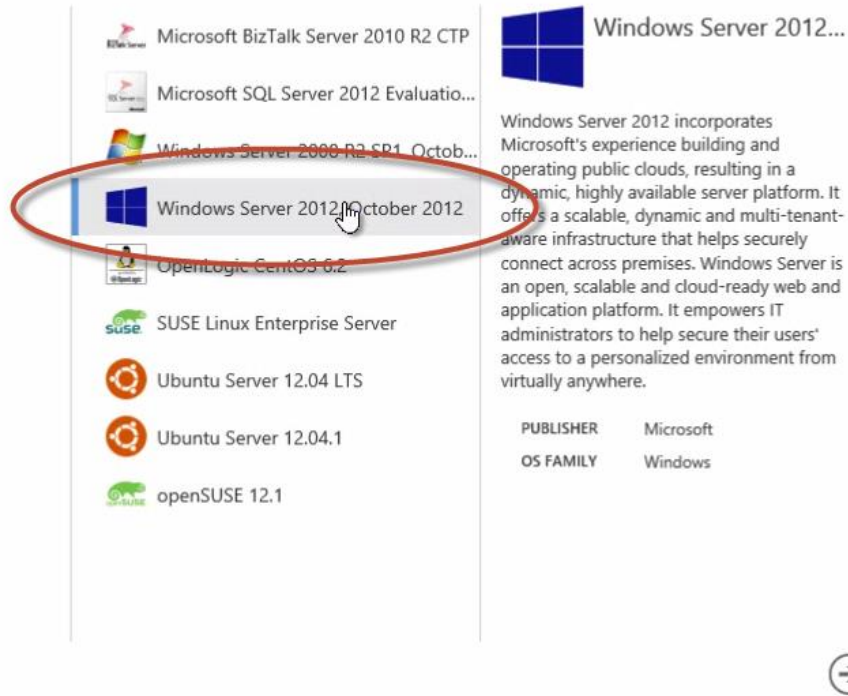 Microsoft BizTalk Server 2010 R2 CTP
Microsoft SQL Server 2012 Evaluatio...
Windows Server 2008 R2 SP1, Octob...
Windows Server 2012, October 2012
OpenLogic CentOS 6.2
SUSE Linux Enterprise Server
Ubuntu Server 12.04 LTS
Ubuntu Server 12.04.1
openSUSE 12.1
Windows Server 2012...
Windows Server 2012 incorporates
Microsoft's experience building and
operating public clouds, resulting in a
dynamic, highly available server platform. It
offers a scalable, dynamic and multi-tenant-
aware infrastructure that helps securely
connect across premises. Windows Server is
an open, scalable and cloud-ready web and
application platform. It empowers IT
administrators to help secure their users'
access to a personalized environment from
virtually anywhere.
PUBLISHER Microsoft
OS FAMILY Windows